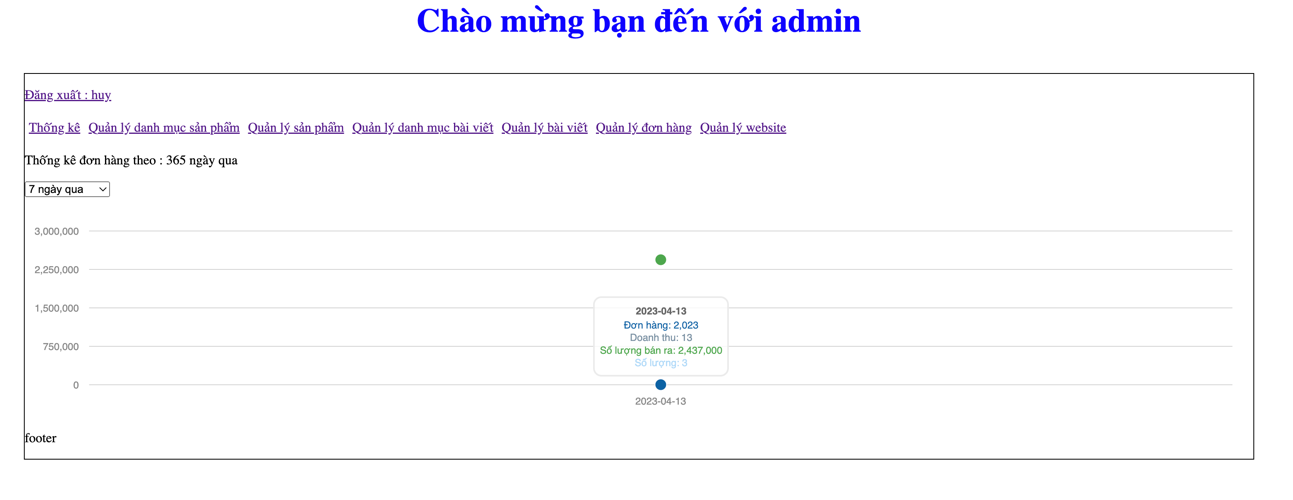 Chào mừng bạn đến với admin
Đăng xuất : huy
Thống kê Quản lý danh mục sản phẩm Quản lý sản phẩm Quản lý danh mục bài viết Quản lý bài viết Quản lý đơn hàng Quản lý website
Thống kê đơn hàng theo : 365 ngày qua
7 ngày qua
3,000,000
2,250,000
1,500,000
750,000
0
2023-04-13
Đơn hàng: 2,023
Doanh thu: 13
Số lượng bán ra: 2,437,000
Số lượng: 3
2023-04-13
footer